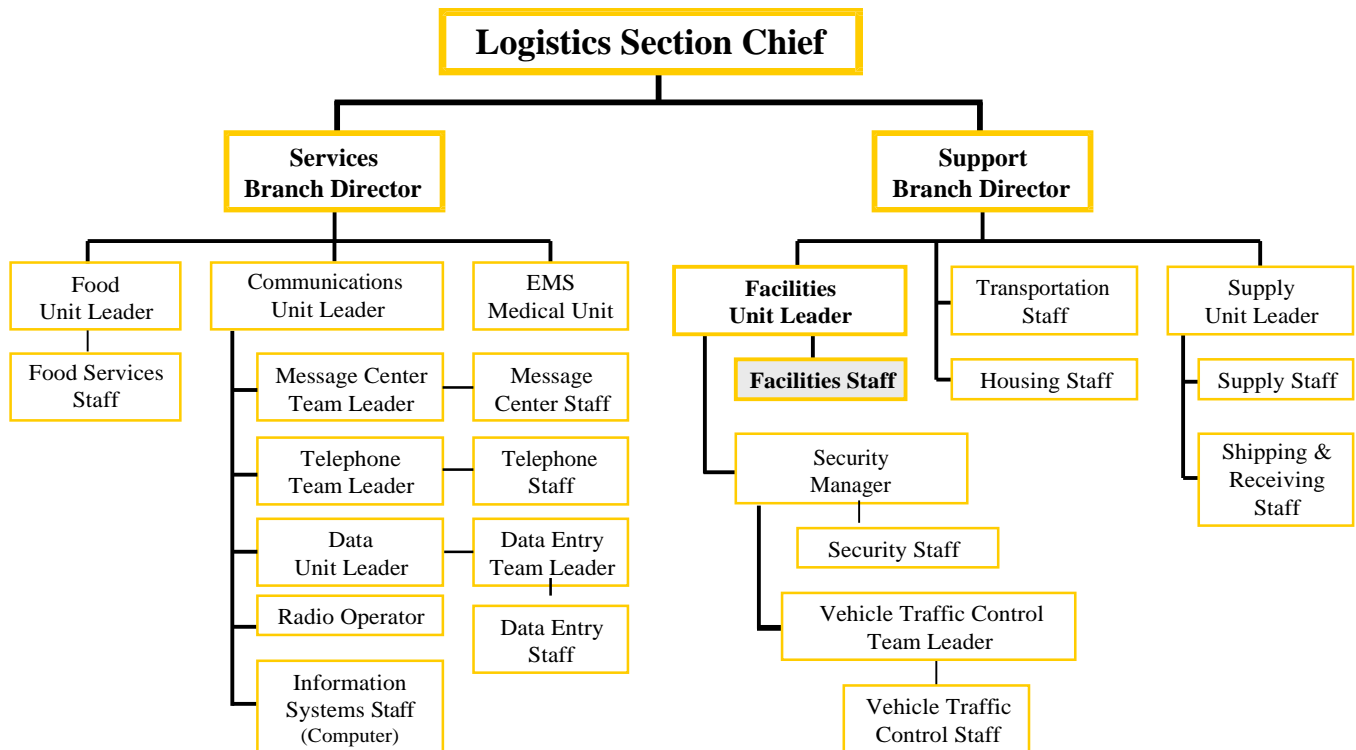 Logistics Section Chief
Services
Branch Director
Support
Branch Director
Food
Unit Leader
Communications
Unit Leader
EMS
Medical Unit
Facilities
Unit Leader
Transportation
Staff
Supply
Unit Leader
Food Services
Staff
Message Center
Team Leader
Message
Center Staff
Facilities Staff
Housing Staff
Supply Staff
Telephone
Team Leader
Telephone
Staff
Security
Manager
Shipping &
Receiving
Staff
Data
Unit Leader
Data Entry
Team Leader
Security Staff
Radio Operator
Data Entry
Staff
Vehicle Traffic Control
Team Leader
Information
Systems Staff
(Computer)
Vehicle Traffic
Control Staff